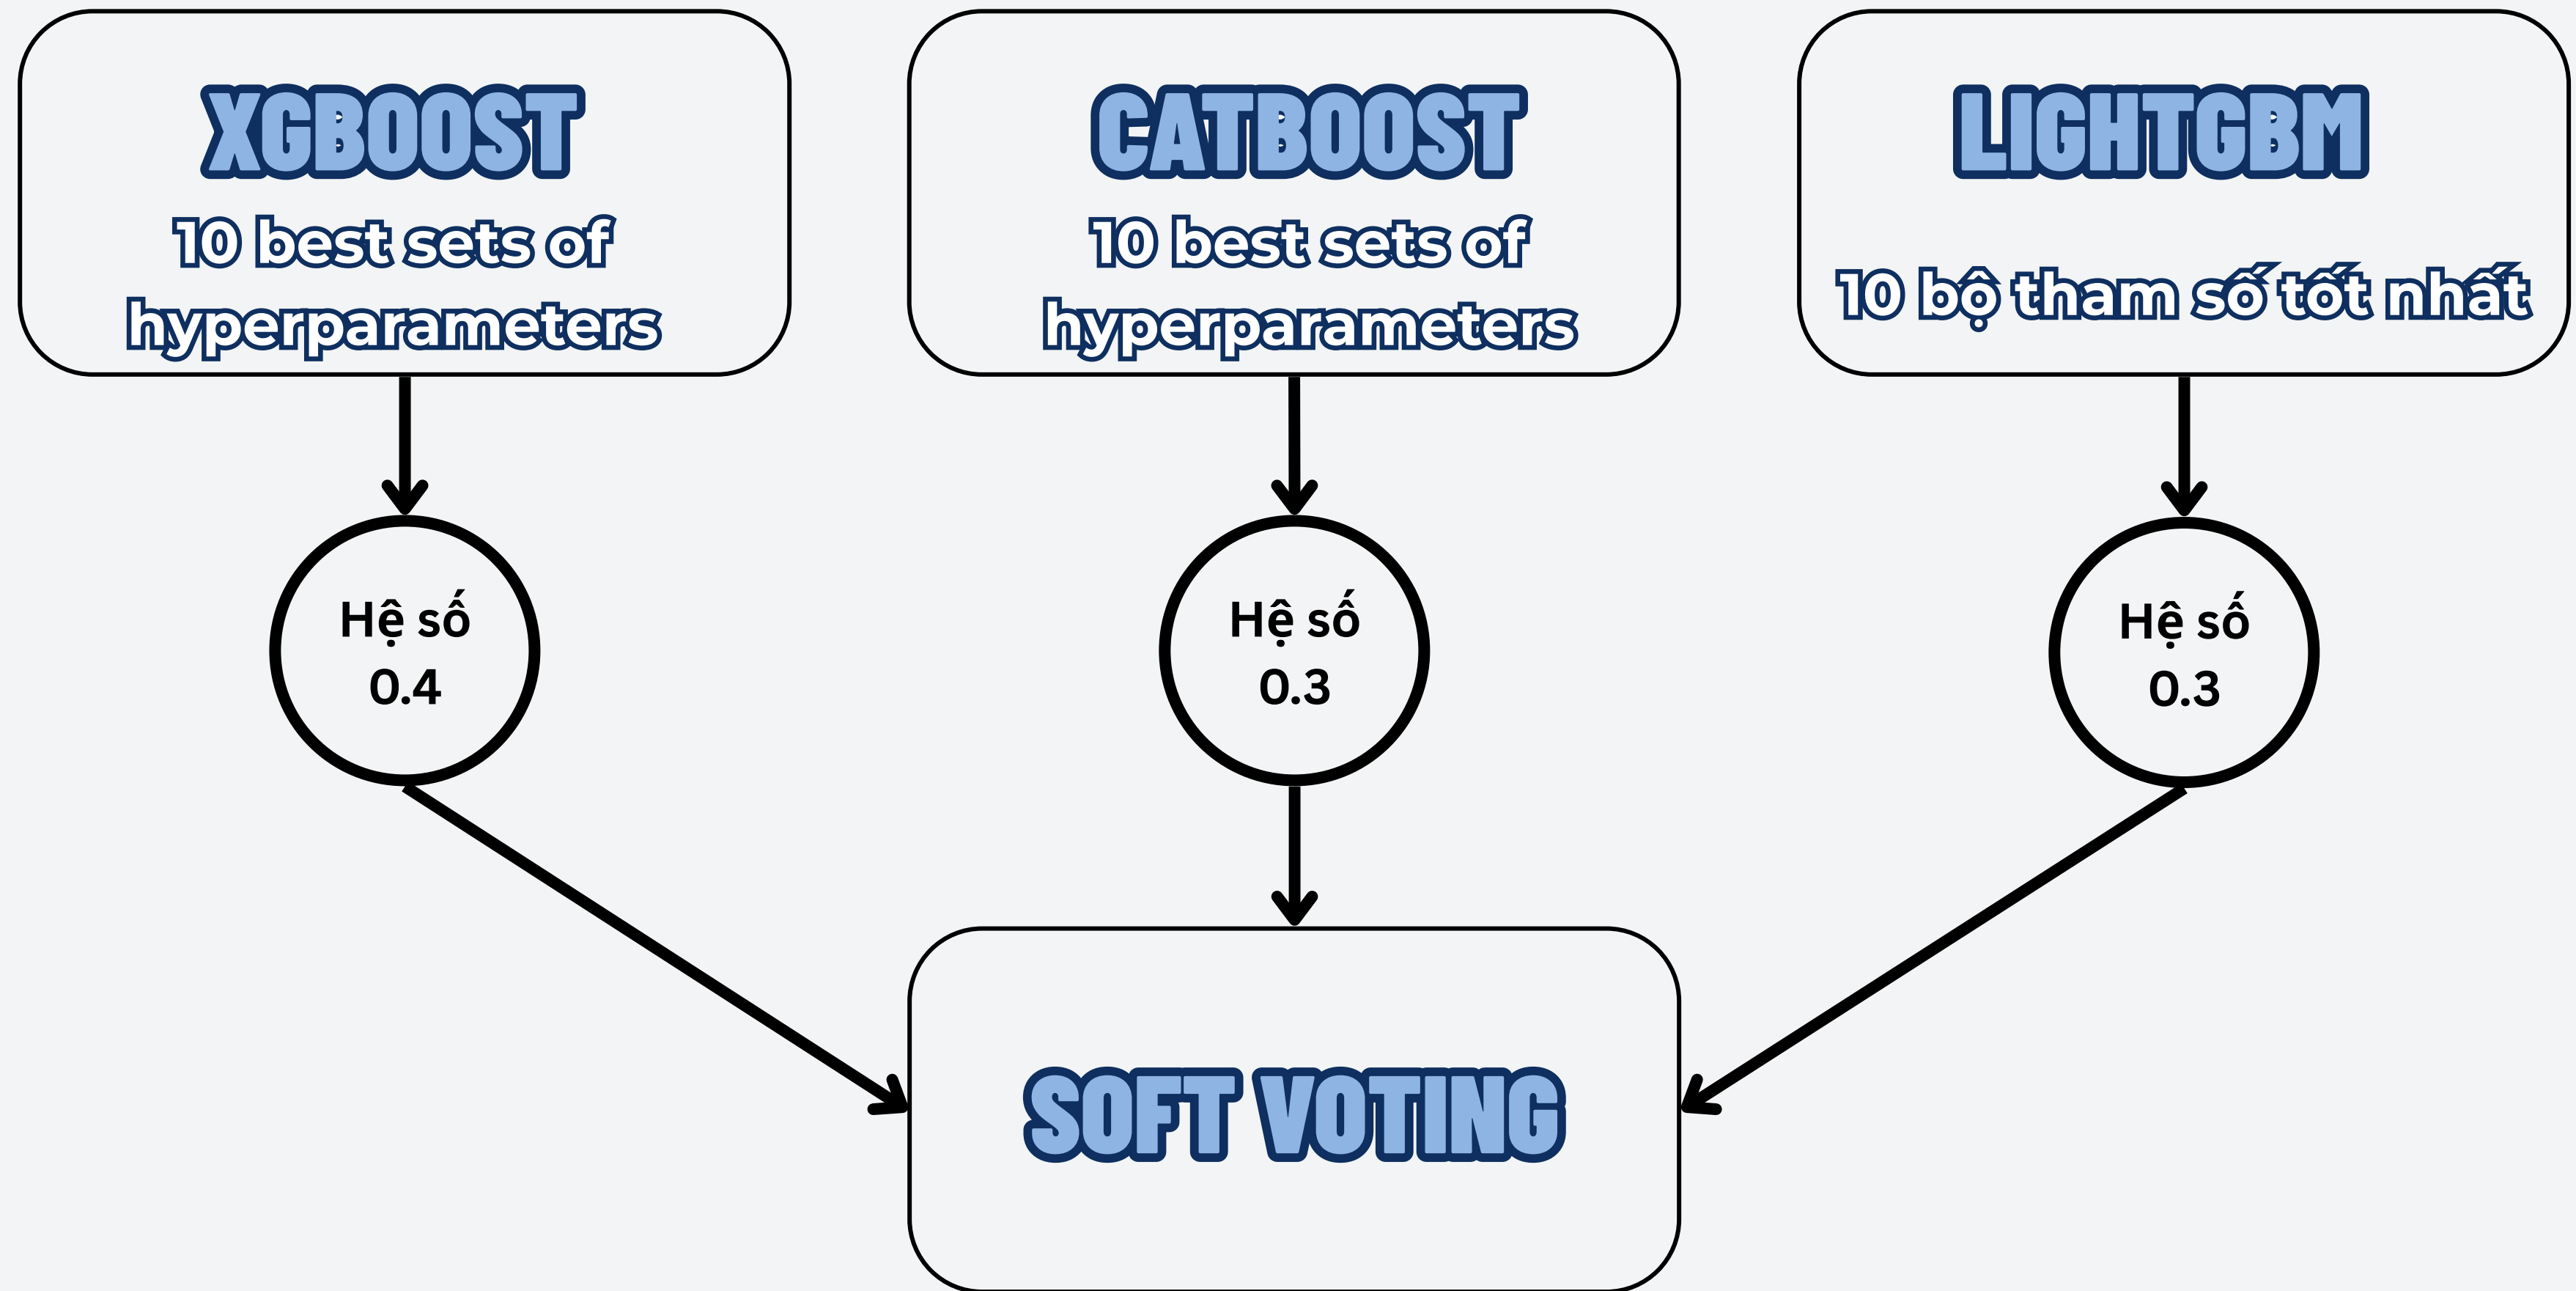 XGBOOST
10 best sets of
hyperparameters
CATBOOST
10 best sets of
hyperparameters
LIGHTGBM
10 bộ tham số tốt nhất
Hệ số
0.4
Hệ số
0.3
Hệ số
0.3
SOFT VOTING